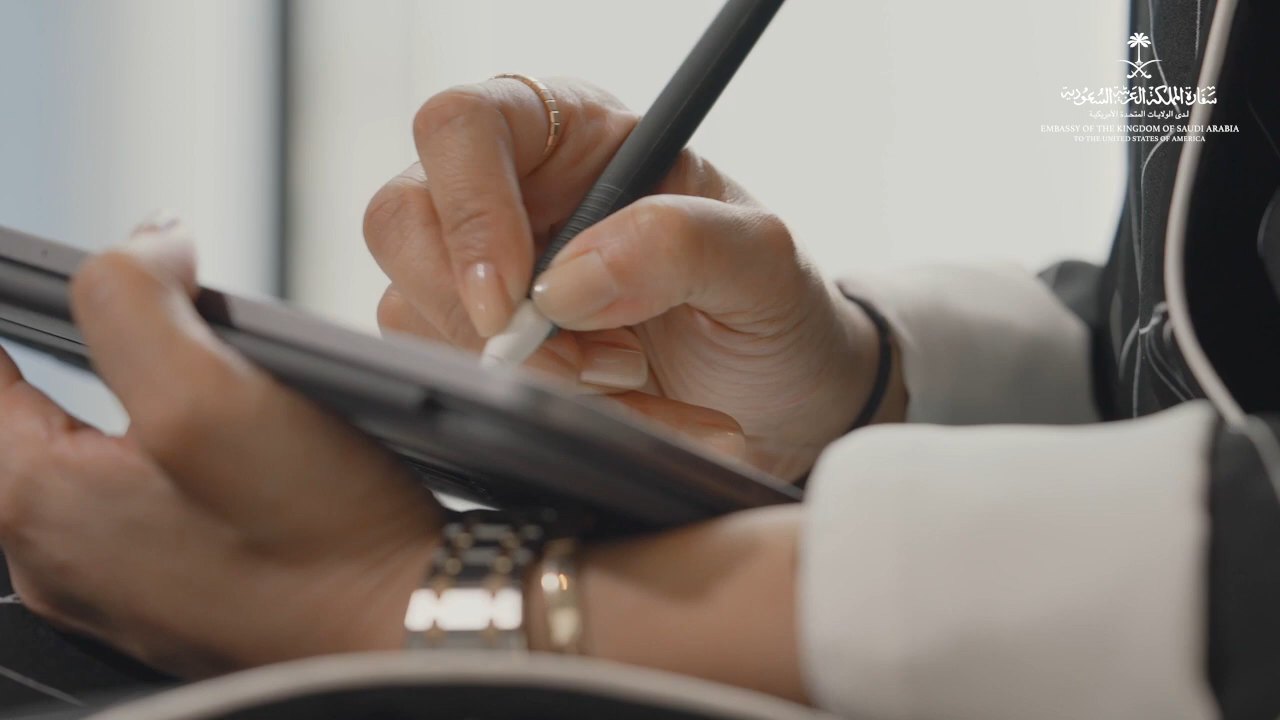 سفارة المملكة العربية السعودية
لدى الولايات المتحدة الأمريكية
EMBASSY OF THE KINGDOM OF SAUDI ARABIA
TO THE UNITED STATES OF AMERICA